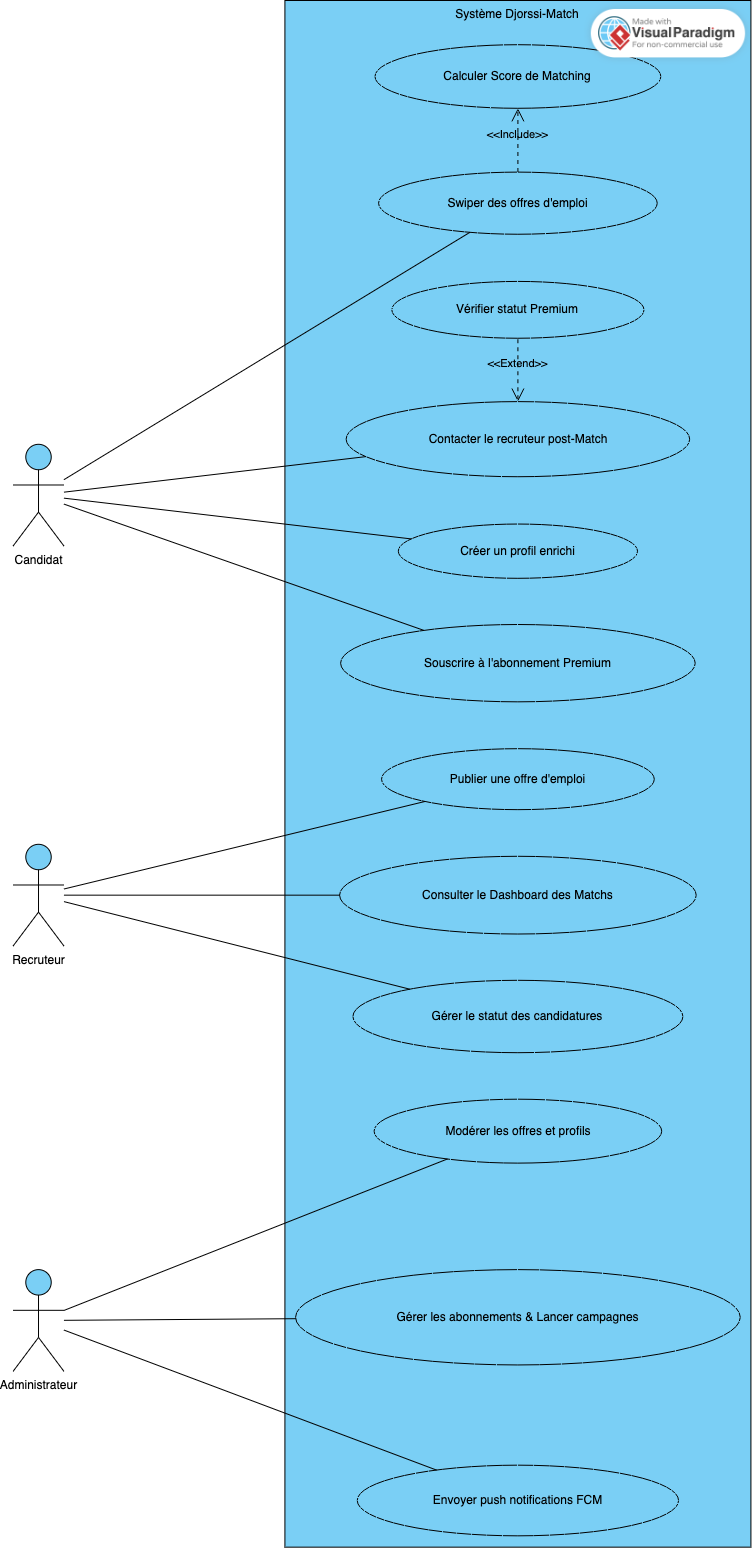 Système Djorssi-Match
Made with
VisualParadigm
For non-commercial use
Calculer Score de Matching
<<Include>>
Swiper des offres d'emploi
Vérifier statut Premium
<<Extend>>
Contacter le recruteur post-Match
Candidat
Créer un profil enrichi
Souscrire à l'abonnement Premium
Publier une offre d'emploi
Consulter le Dashboard des Matchs
Recruteur
Gérer le statut des candidatures
Modérer les offres et profils
Gérer les abonnements & Lancer campagnes
Administrateur
Envoyer push notifications FCM